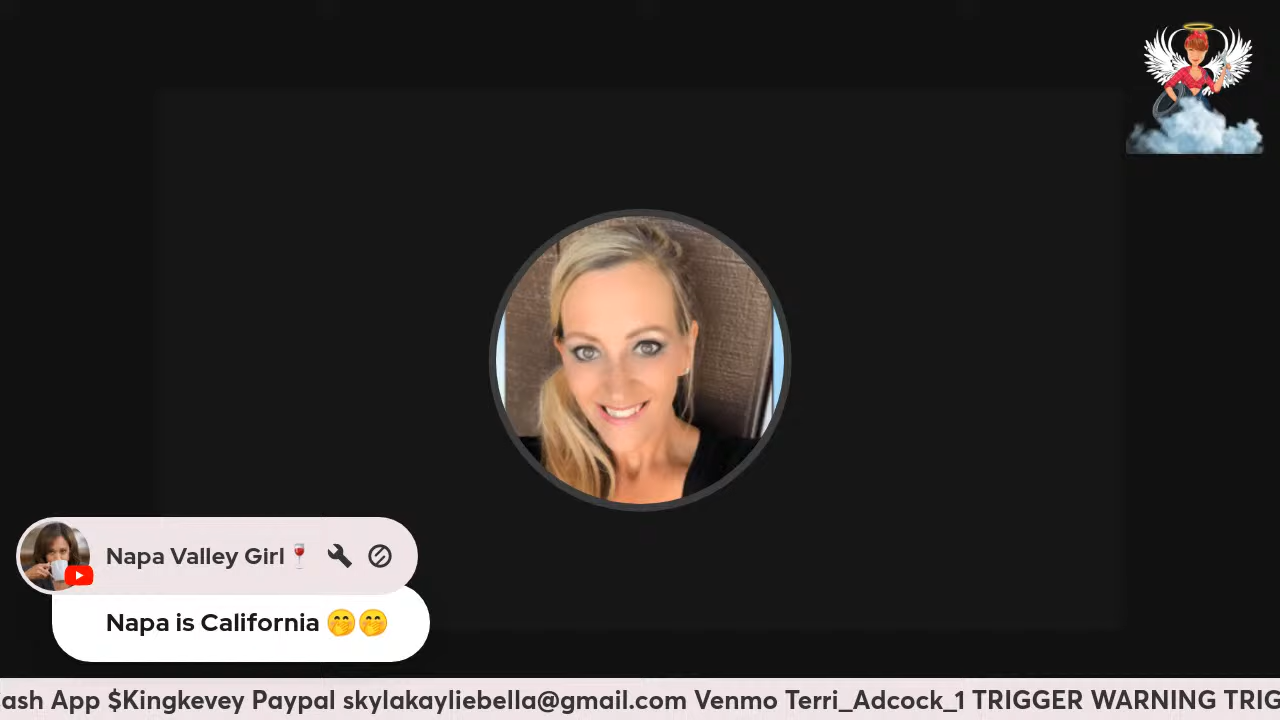 Napa Valley Girl🍷
Napa is California 🤭🤭
ash App $Kingkevey Paypal skylakayliebella@gmail.com Venmo Terri_Adcock_1 TRIGGER WARNING TRIG